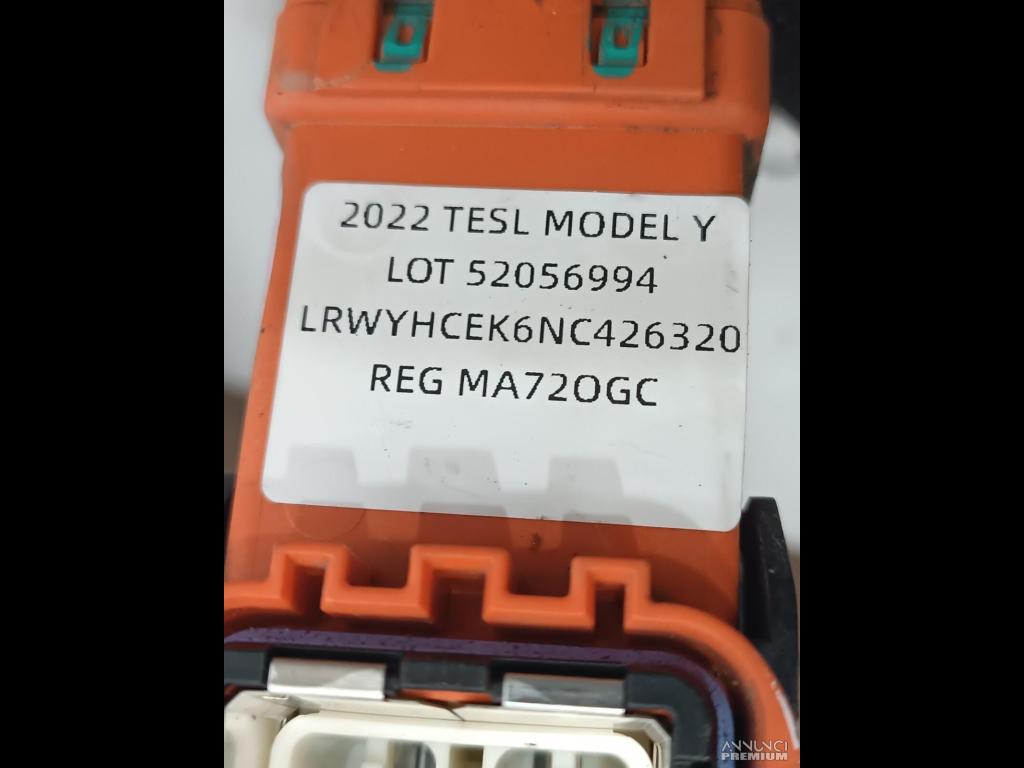 2022 TESL MODEL Y
LOT 52056994
LRWYHCEK6NC426320
REG MA72OGC
ANNUNCI
PREMIUM